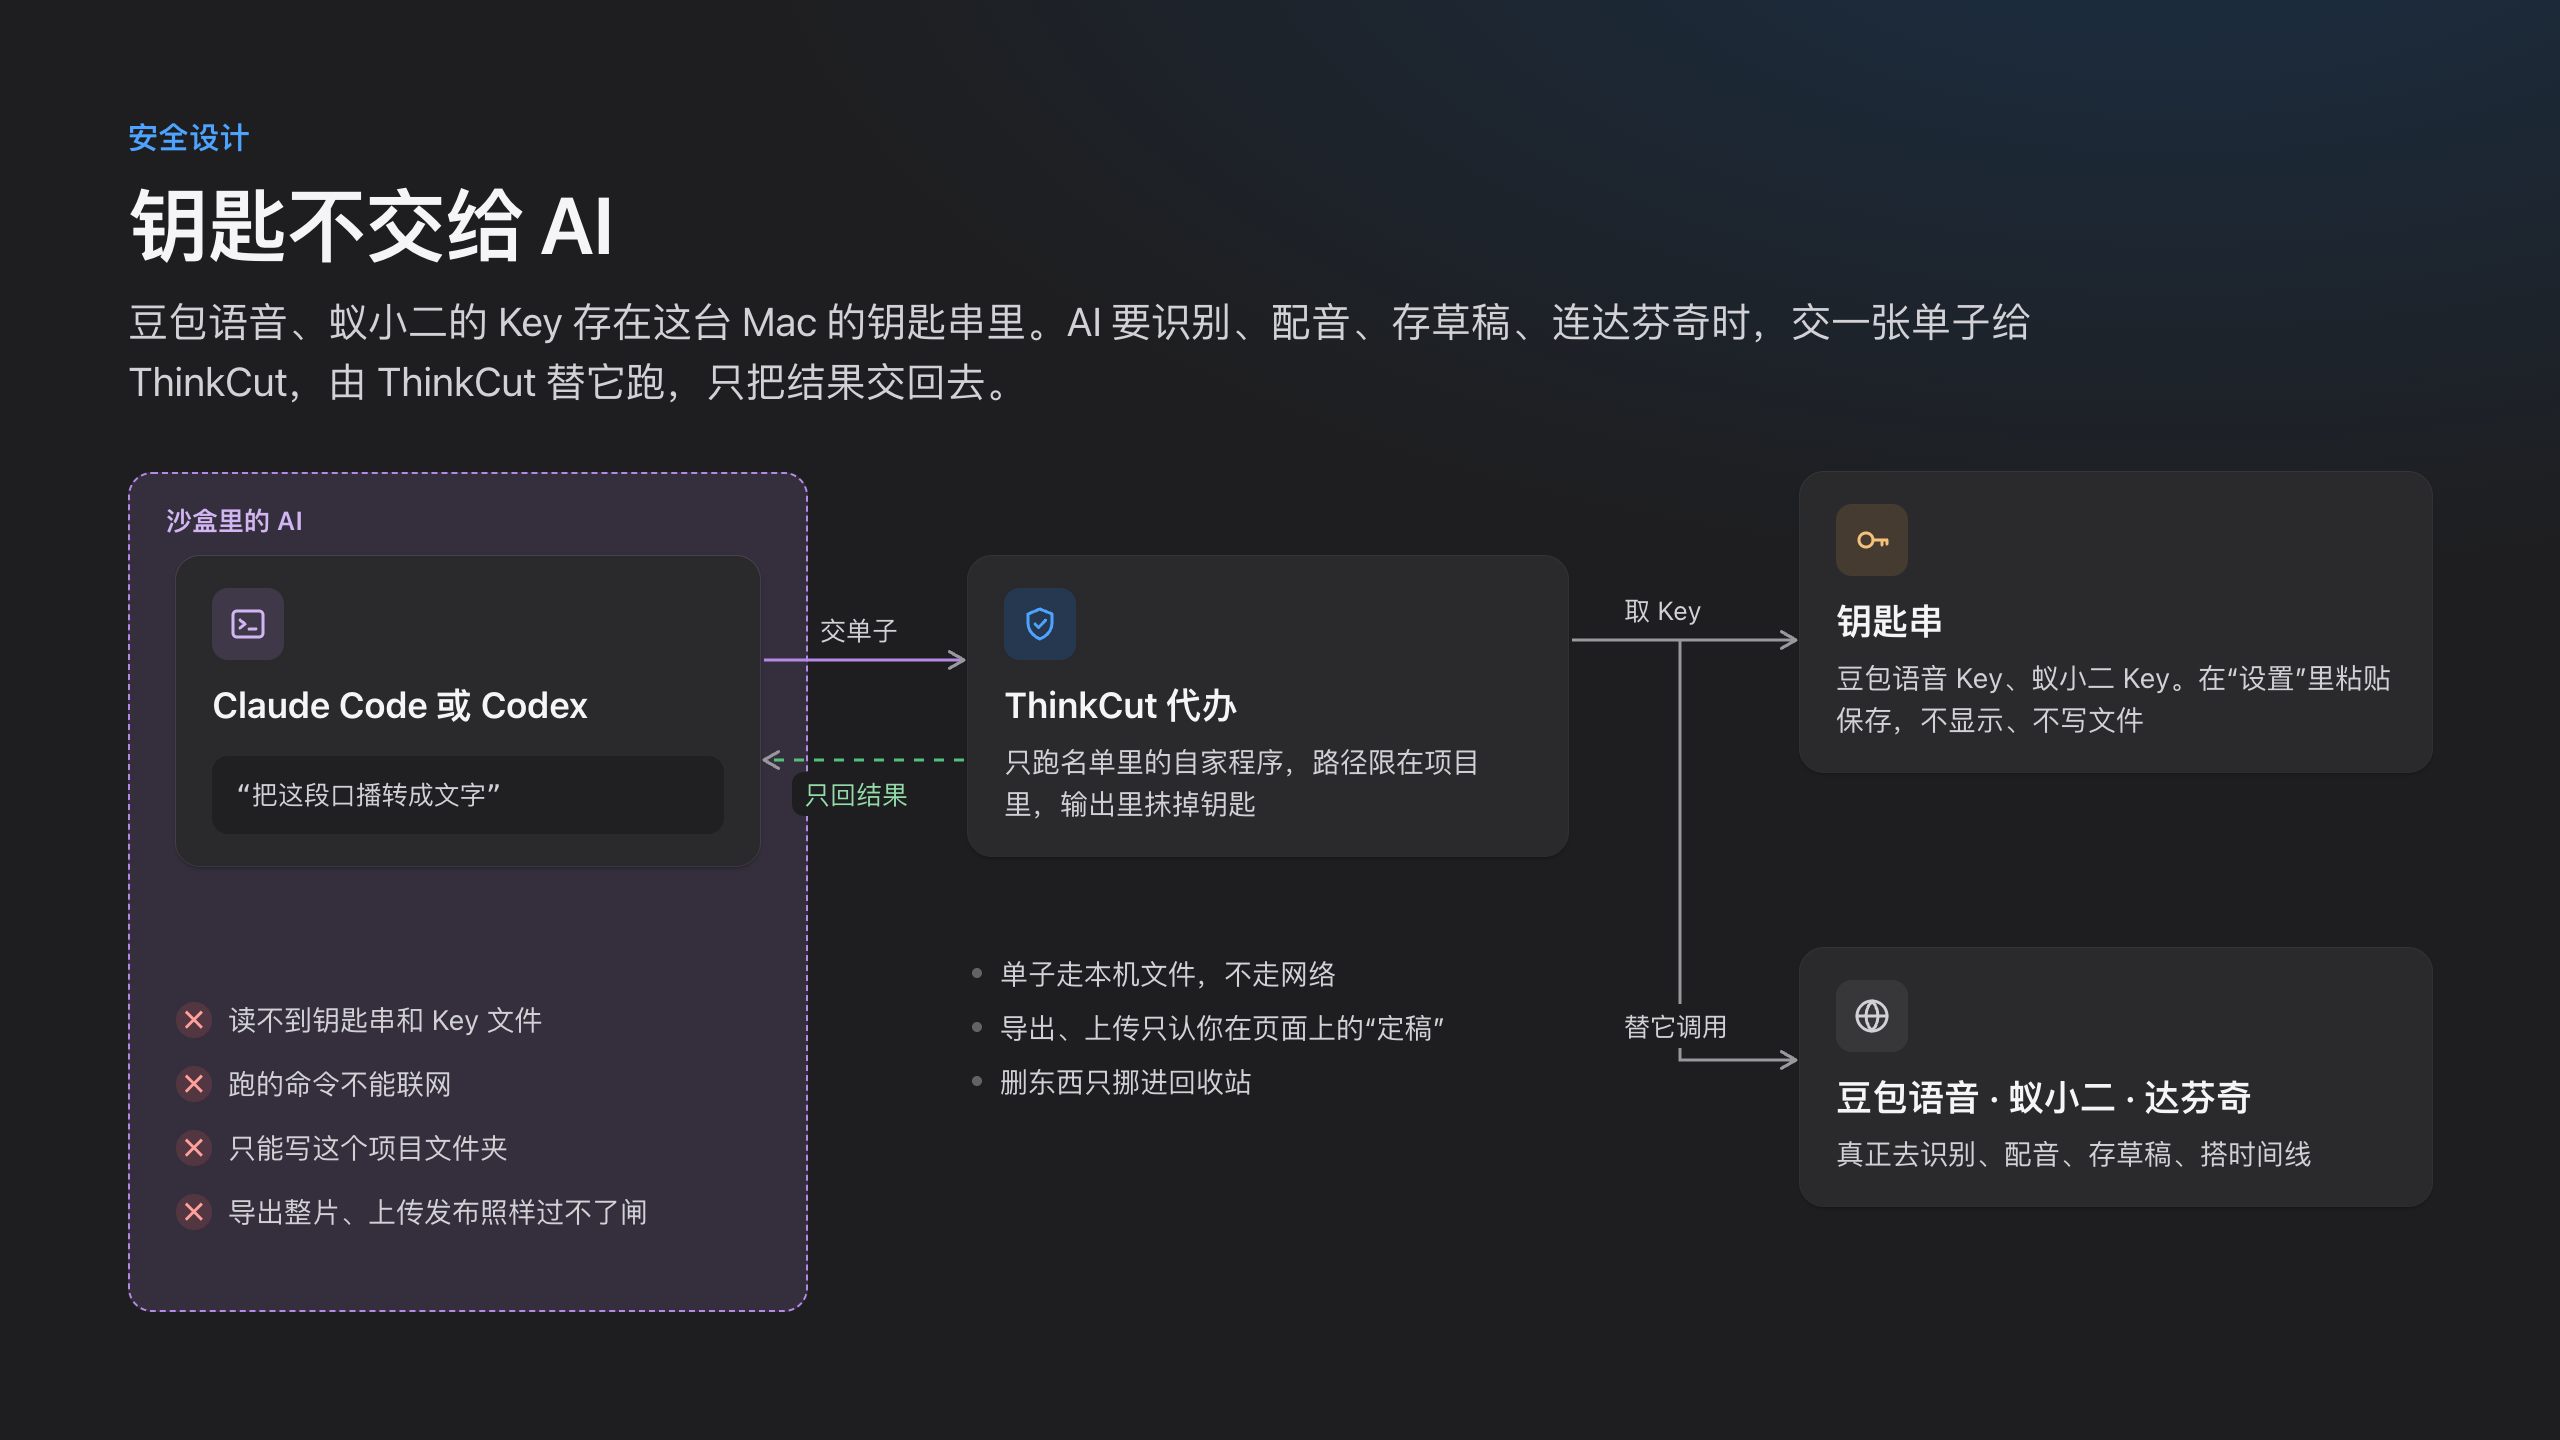 安全设计
钥匙不交给 AI
豆包语音、蚁小二的 Key 存在这台 Mac 的钥匙串里。AI 要识别、配音、存草稿、连达芬奇时，交一张单子给
ThinkCut，由 ThinkCut 替它跑，只把结果交回去。
沙盒里的 AI
Claude Code 或 Codex
“把这段口播转成文字”
读不到钥匙串和 Key 文件
跑的命令不能联网
只能写这个项目文件夹
导出整片、上传发布照样过不了闸
交单子
只回结果
ThinkCut 代办
只跑名单里的自家程序，路径限在项目
里，输出里抹掉钥匙
单子走本机文件，不走网络
导出、上传只认你在页面上的“定稿”
删东西只挪进回收站
取 Key
替它调用
钥匙串
豆包语音 Key、蚁小二 Key。在“设置”里粘贴
保存，不显示、不写文件
豆包语音 · 蚁小二 · 达芬奇
真正去识别、配音、存草稿、搭时间线